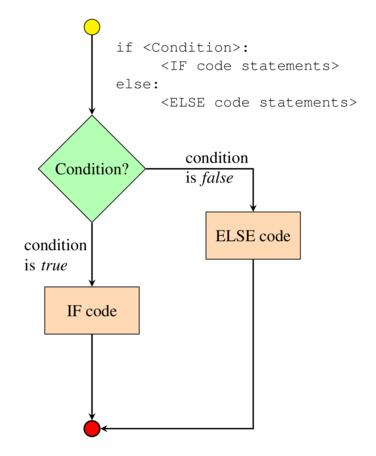 if <Condition>:
<IF code statements>
else:
<ELSE code statements>
Condition?
condition
is false
ELSE code
condition
is true
IF code